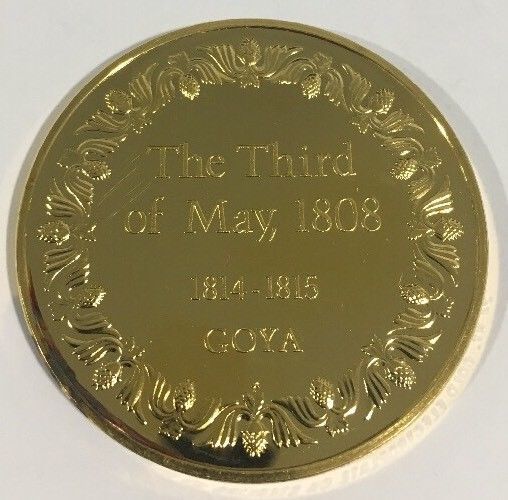 The Third
of May, 1808
1814-1815
GOYA